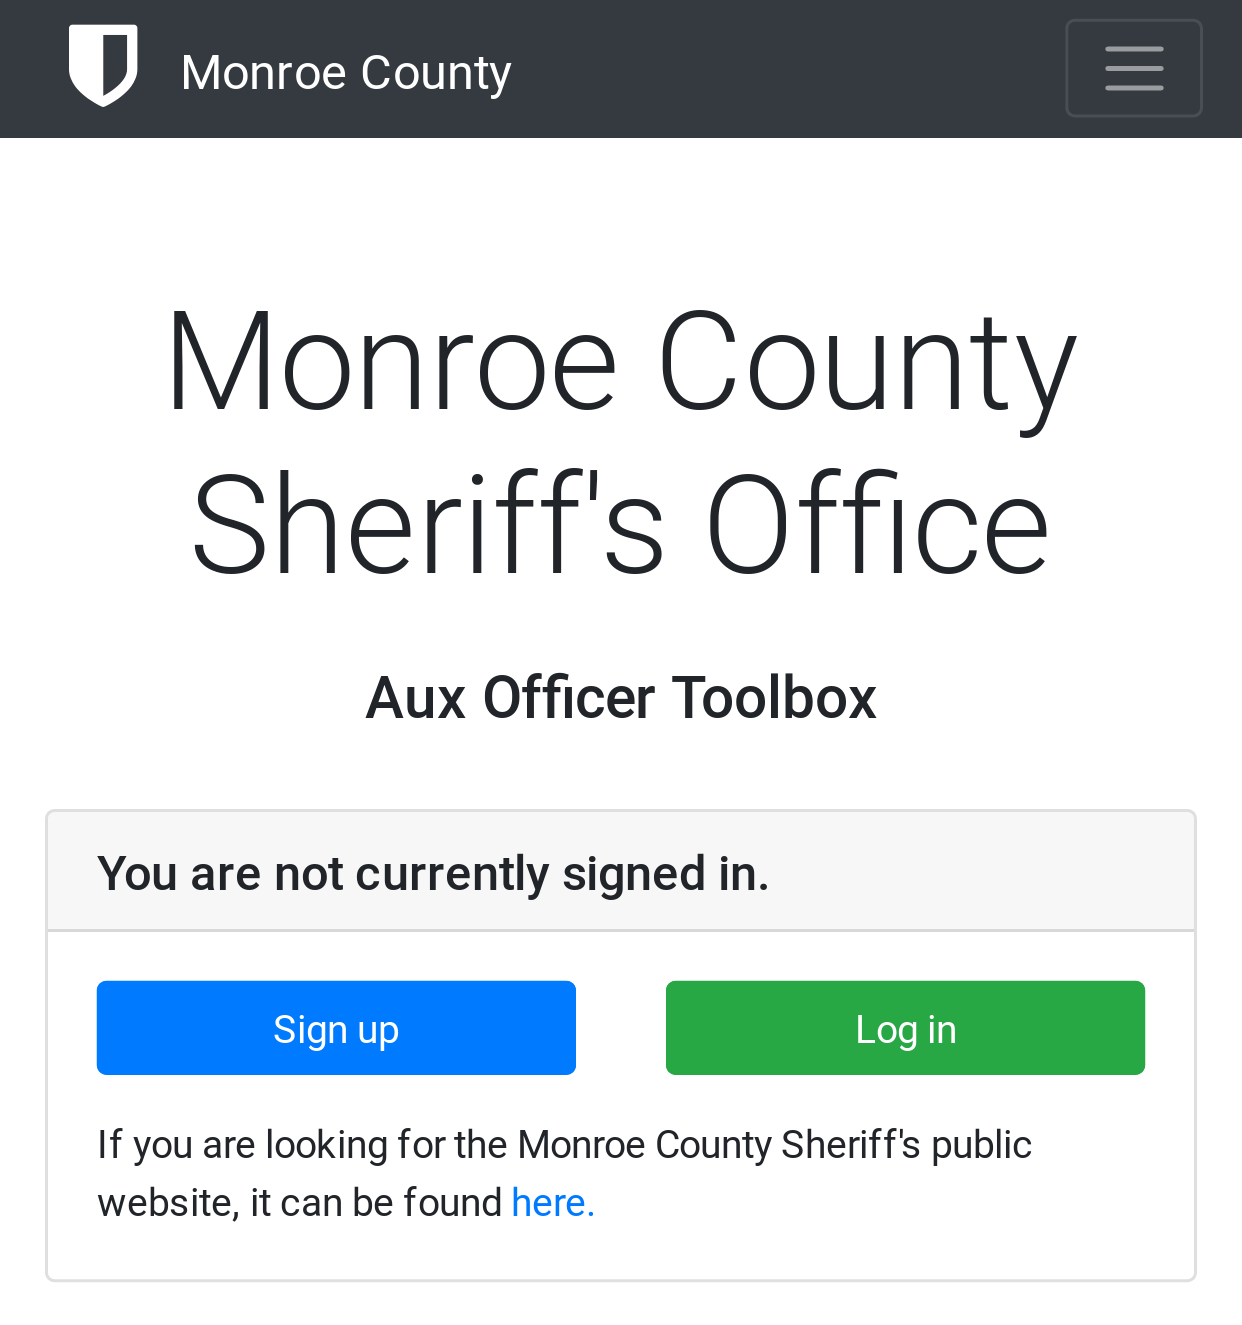 Monroe County
Monroe County
Sheriff's Office
Aux Officer Toolbox
You are not currently signed in.
Sign up
Log in
If you are looking for the Monroe County Sheriff's public
website, it can be found here.